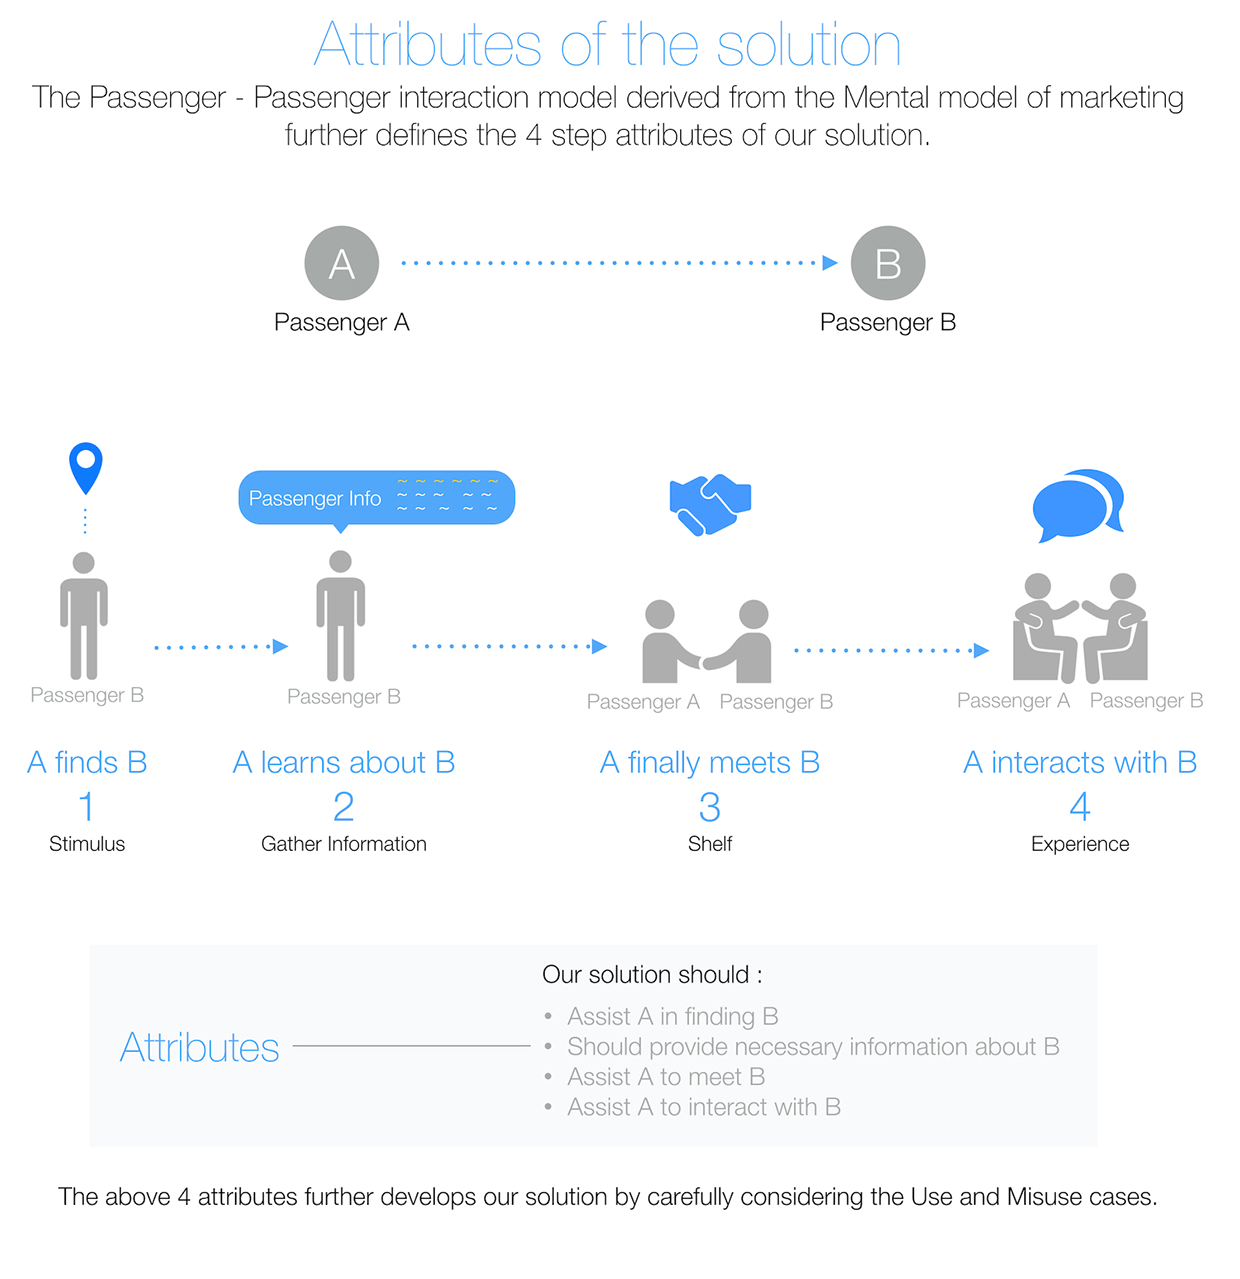 Attributes of the solution
The Passenger - Passenger interaction model derived from the Mental model of marketing
further defines the 4 step attributes of our solution.
A
B
Passenger A
Passenger B
Passenger Info
Passenger B
Passenger B
Passenger A
Passenger B
Passenger A
Passenger B
A finds B
1
Stimulus
A learns about B
2
Gather Information
A finally meets B
3
Shelf
A interacts with B
4
Experience
Attributes
Our solution should :
• Assist A in finding B
• Should provide necessary information about B
• Assist A to meet B
• Assist A to interact with B
The above 4 attributes further develops our solution by carefully considering the Use and Misuse cases.